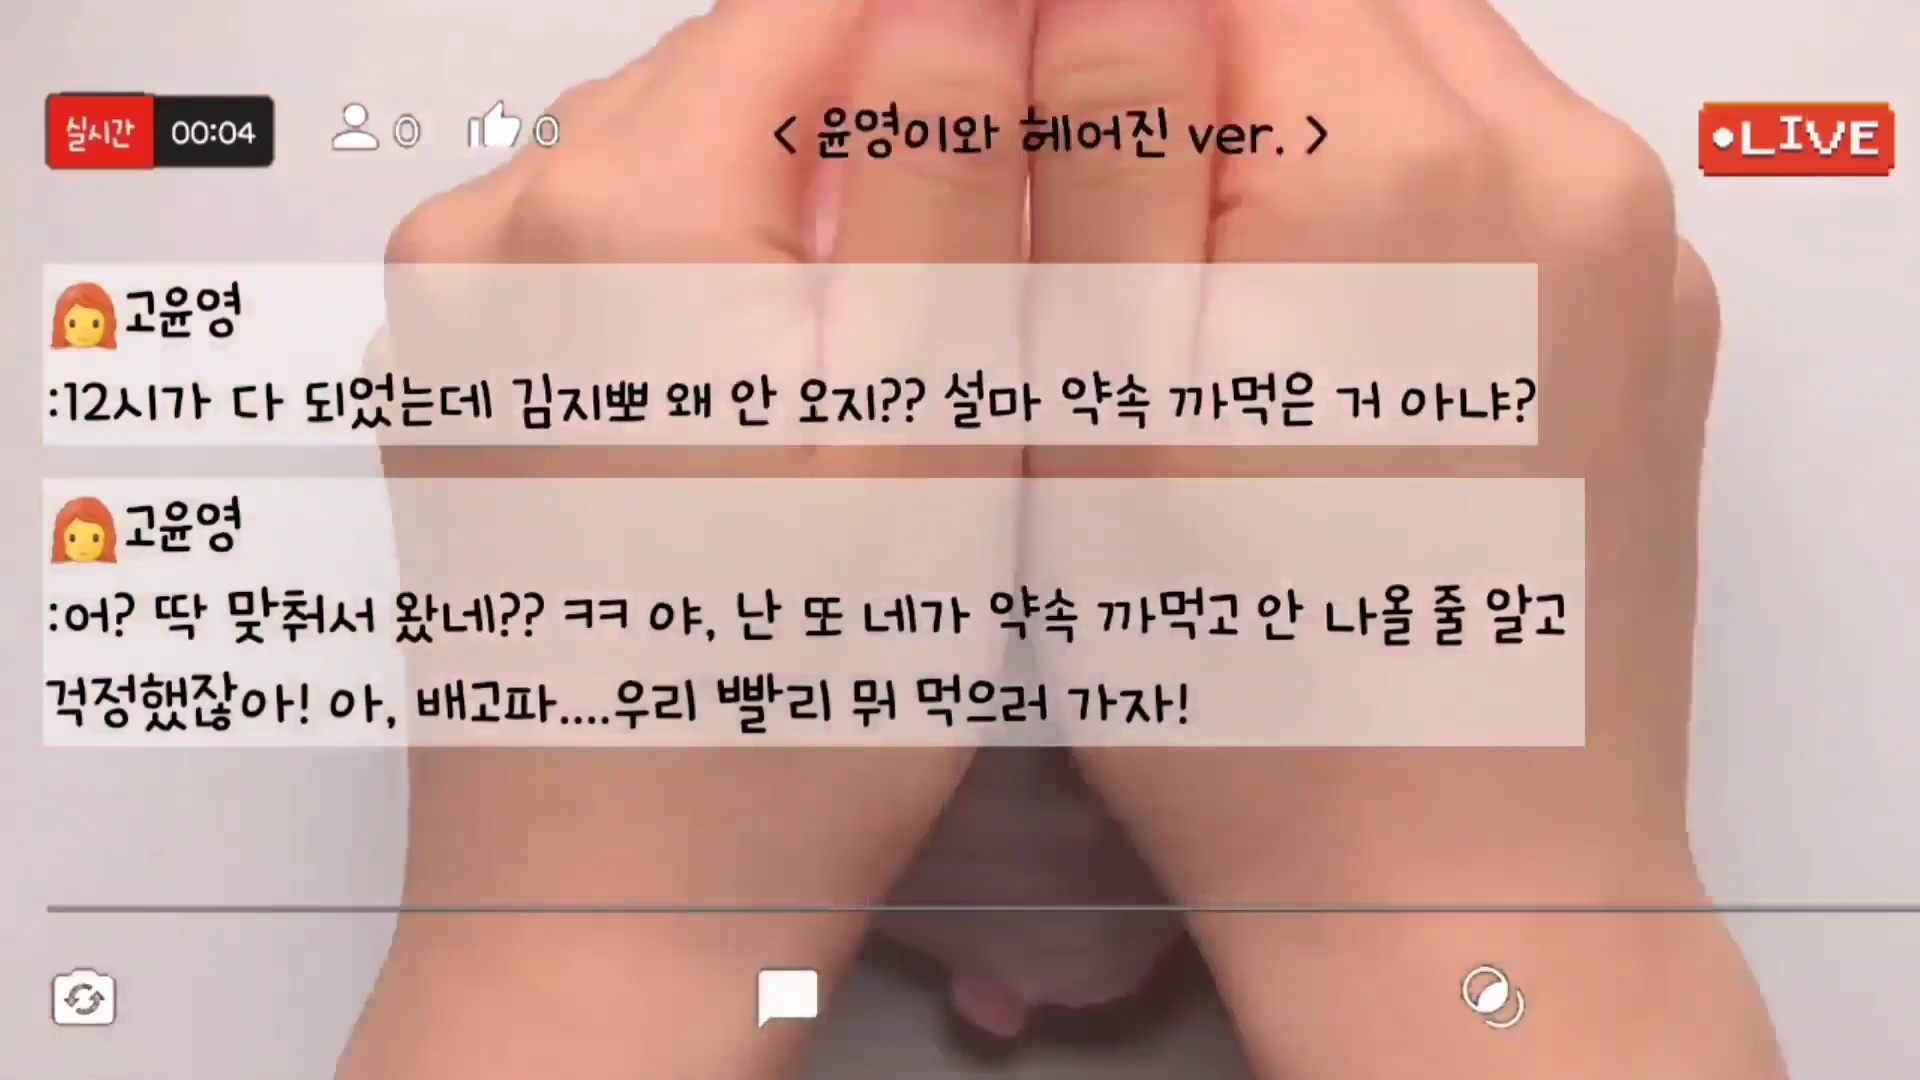 실시간 00:04 0 0 < 윤영이와 헤어진 ver. > LIVE
고윤영
:12시가 다 되었는데 김지뽀 왜 안 오지?? 설마 약속 까먹은 거 아냐?
고윤영
:어? 딱 맞춰서 왔네?? ㅋㅋ 야, 난 또 네가 약속 까먹고 안 나올 줄 알고
걱정했잖아! 아, 배고파....우리 빨리 뭐 먹으러 가자!